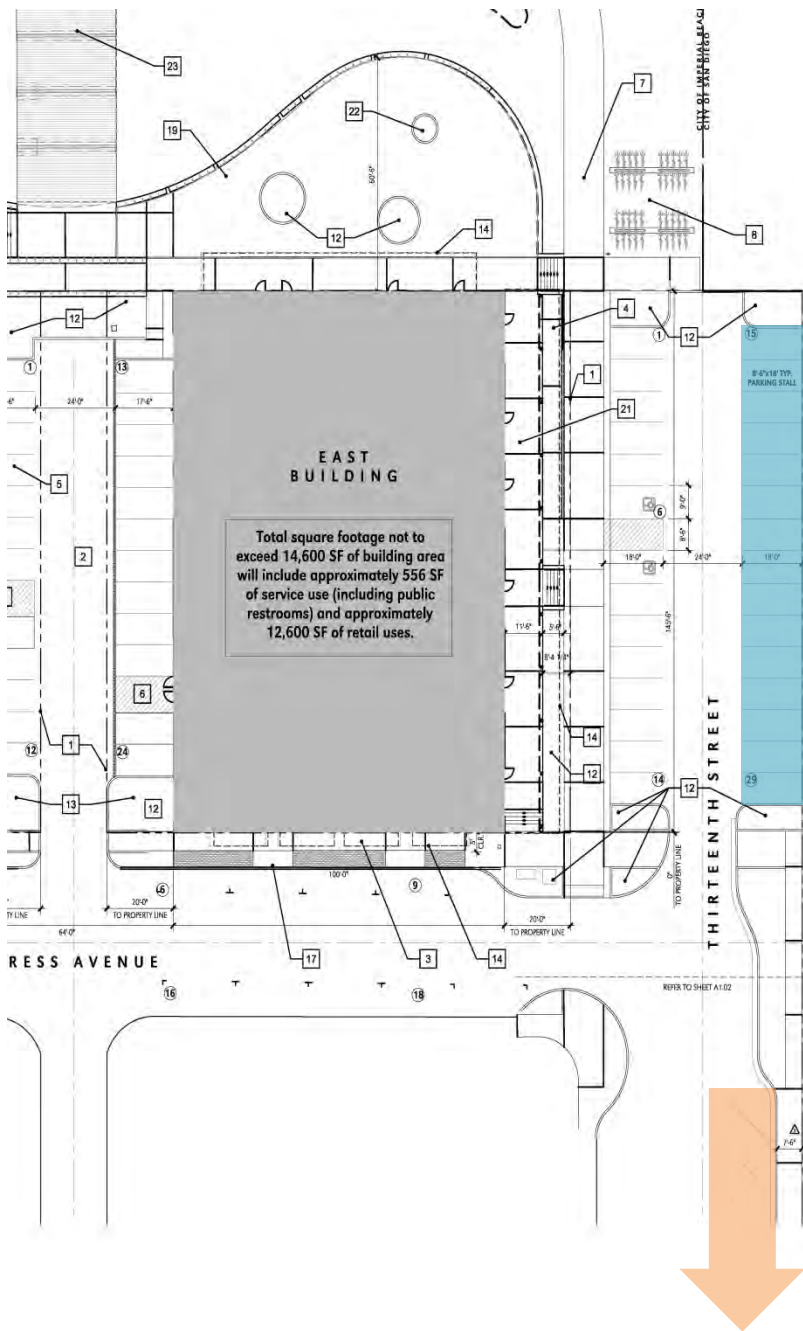 23
7
CITY OF IMPERIAL BEACH
CITY OF SAN DIEGO
22
19
60'-6"
8
12
14
4
12
1
13
1
12
15
24'-0"
17'-6"
1
8'-6"x18' TYP.
PARKING STALL
21
EAST
BUILDING
5
9'-0"
6
8'-6"
2
Total square footage not to
exceed 14,600 SF of building area
will include approximately 556 SF
of service use (including public
restrooms) and approximately
12,600 SF of retail uses.
18'-0"
24'-0"
18'-0"
145'-6"
11'-6"
5'-6"
8'-4 1/4"
6
THIRTEENTH STREET
14
12
1
24
12
14
12
29
13
12
5'
CLR
100'-0"
6
9
0"
TO PROPERTY LINE
20'-0"
TO PROPERTY LINE
20'-0"
TO PROPERTY LINE
64'-0"
RESS AVENUE
17
3
14
16
18
REFER TO SHEET A1.02
7'-6"